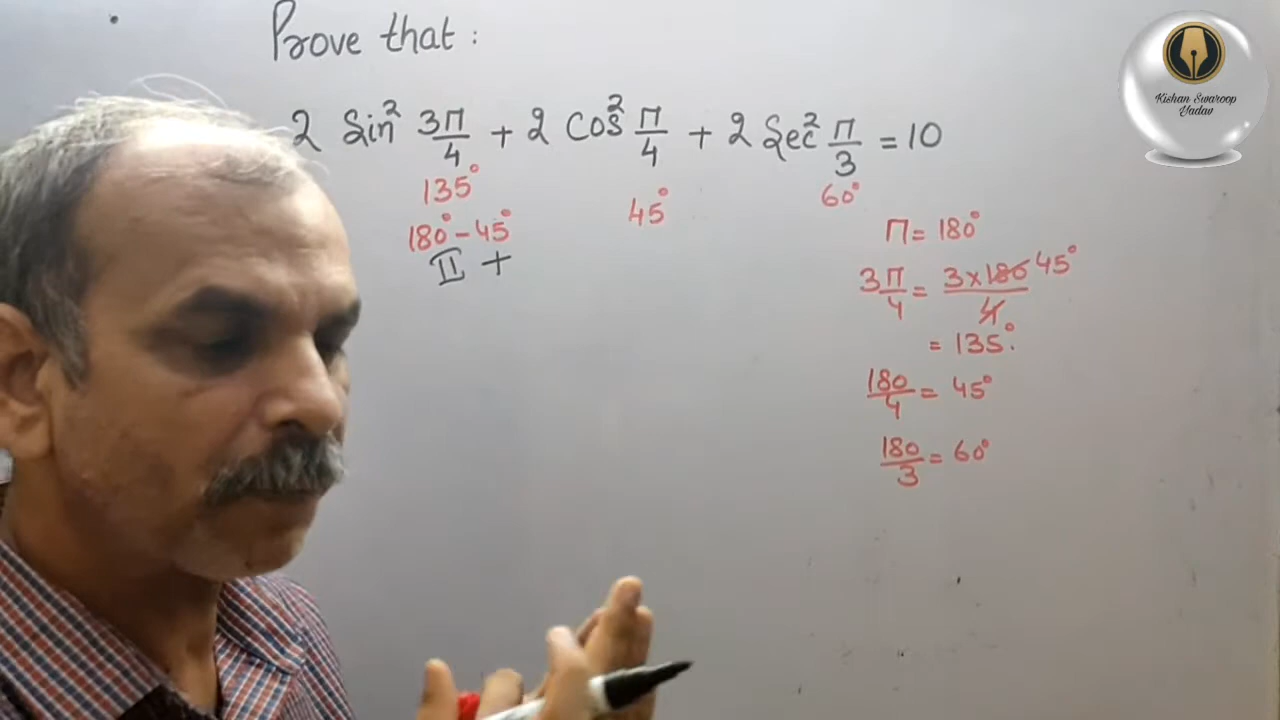 Prove that :
2 Sin² 3π/4 + 2 Cos² π/4 + 2 Sec² π/3 = 10
135° 45° 60°
180° - 45°
II +
π = 180°
3π/4 = 3 x 180/4 45°
= 135°.
180/4 = 45°
180/3 = 60°
Kishan Swaroop
Yadav